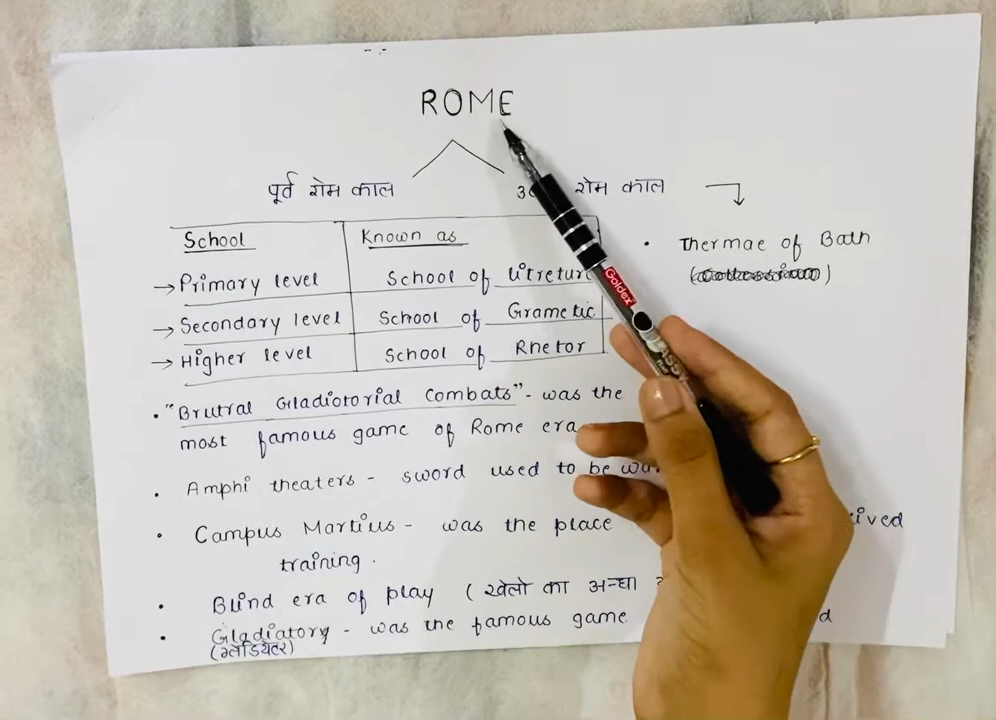 ROME
पूर्व रोम काल रोम काल
School Known as
→ Primary level School of
→ Secondary level School of Grametic
→ Higher level School of Rhetor
• Thermae of Bath
• "Brutral Gladiotorial Combats" - was the
most famous game of Rome era
• Amphi theaters - sword used to be
• Campus Martius - was the place
training.
• Blind era of play ( खेलो का अन्धा
• Gladiatory - was the famous game
(ग्लेडियेटर)
Goldex